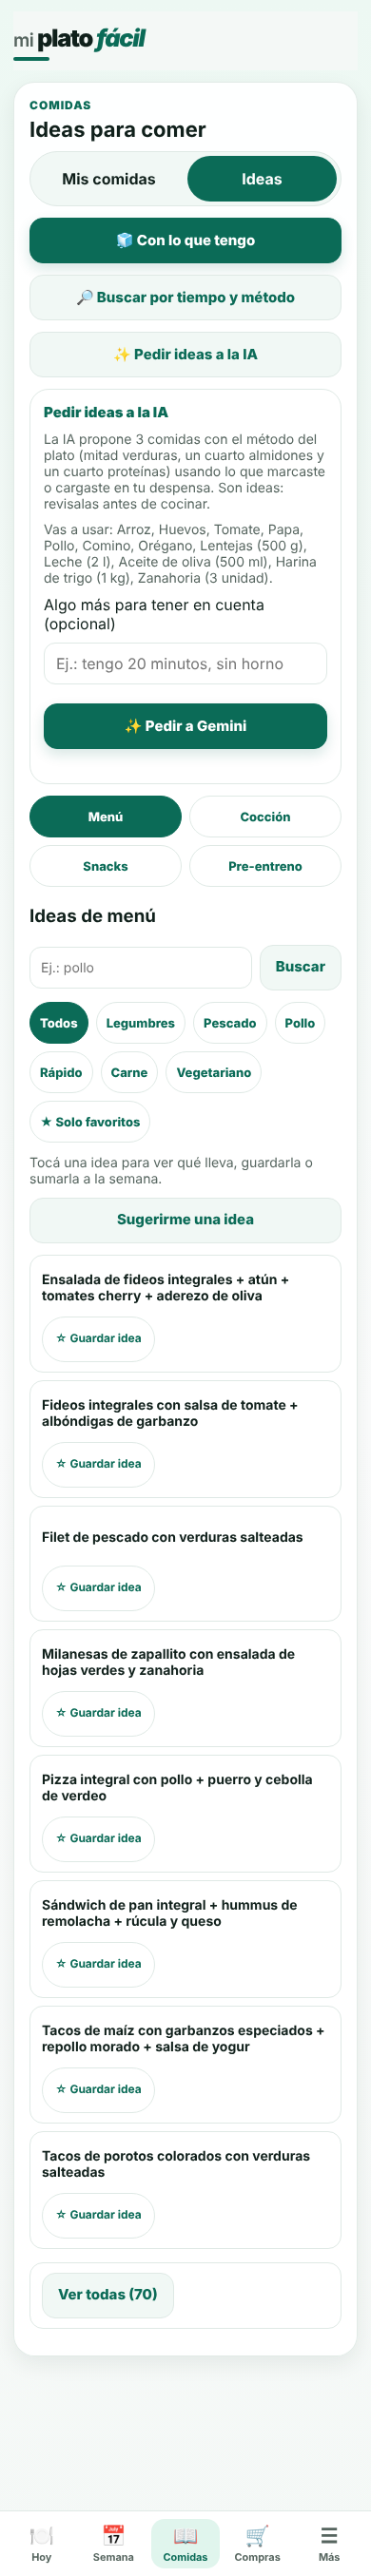 mi plato fácil
COMIDAS
Ideas para comer
Mis comidas
Ideas
🧊 Con lo que tengo
🔎 Buscar por tiempo y método
✨ Pedir ideas a la IA
Pedir ideas a la IA
La IA propone 3 comidas con el método del
plato (mitad verduras, un cuarto almidones y
un cuarto proteínas) usando lo que marcaste
o cargaste en tu despensa. Son ideas:
revisalas antes de cocinar.
Vas a usar: Arroz, Huevos, Tomate, Papa,
Pollo, Comino, Orégano, Lentejas (500 g),
Leche (2 l), Aceite de oliva (500 ml), Harina
de trigo (1 kg), Zanahoria (3 unidad).
Algo más para tener en cuenta
(opcional)
Ej.: tengo 20 minutos, sin horno
✨ Pedir a Gemini
Menú
Cocción
Snacks
Pre-entreno
Ideas de menú
Ej.: pollo
Buscar
Todos
Legumbres
Pescado
Pollo
Rápido
Carne
Vegetariano
★ Solo favoritos
Tocá una idea para ver qué lleva, guardarla o
sumarla a la semana.
Sugerirme una idea
Ensalada de fideos integrales + atún +
tomates cherry + aderezo de oliva
☆ Guardar idea
Fideos integrales con salsa de tomate +
albóndigas de garbanzo
☆ Guardar idea
Filet de pescado con verduras salteadas
☆ Guardar idea
Milanesas de zapallito con ensalada de
hojas verdes y zanahoria
☆ Guardar idea
Pizza integral con pollo + puerro y cebolla
de verdeo
☆ Guardar idea
Sándwich de pan integral + hummus de
remolacha + rúcula y queso
☆ Guardar idea
Tacos de maíz con garbanzos especiados +
repollo morado + salsa de yogur
☆ Guardar idea
Tacos de porotos colorados con verduras
salteadas
☆ Guardar idea
Ver todas (70)
Hoy
Semana
Comidas
Compras
Más